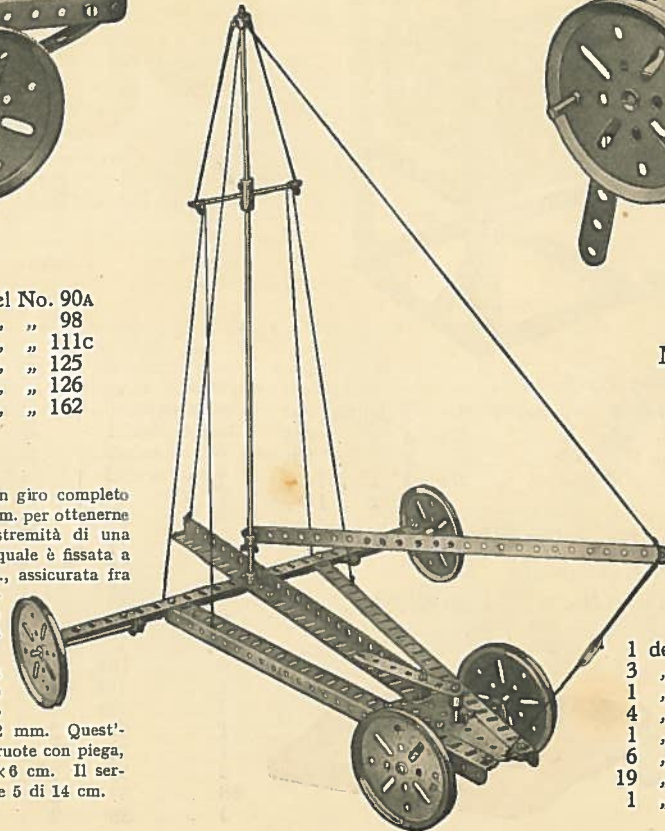 el No. 90A
„ „ 98
„ „ 111c
„ „ 125
„ „ 126
„ „ 162
n giro completo
m. per ottenerne
stremità di una
quale è fissata a
., assicurata fra
2 mm. Quest'-
ruote con piega,
×6 cm. Il ser-
e 5 di 14 cm.
1 de
3 „
1 „
4 „
1 „
6 „
19 „
1 „